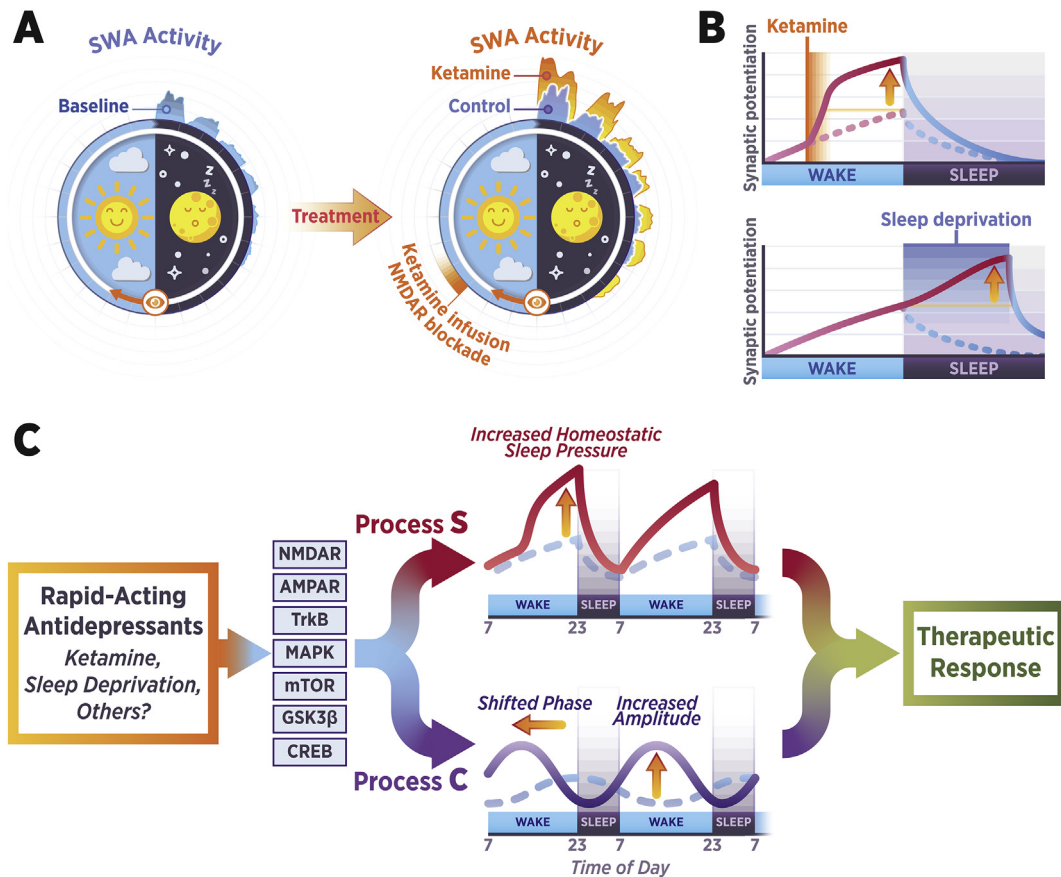 A
SWA Activity
Baseline
z
z
z
z
Treatment
SWA Activity
Ketamine
Control
z
z
z
z
Ketamine infusion
NMDAR blockade
B
Ketamine
Synaptic potentiation
WAKE
SLEEP
Sleep deprivation
Synaptic potentiation
WAKE
SLEEP
C
Rapid-Acting
Antidepressants
Ketamine,
Sleep Deprivation,
Others?
NMDAR
AMPAR
TrkB
MAPK
mTOR
GSK3β
CREB
Process S
Increased Homeostatic
Sleep Pressure
WAKE
SLEEP
WAKE
SLEEP
7
23
7
23
7
Process C
Shifted Phase
Increased
Amplitude
WAKE
SLEEP
WAKE
SLEEP
7
23
7
23
7
Time of Day
Therapeutic
Response